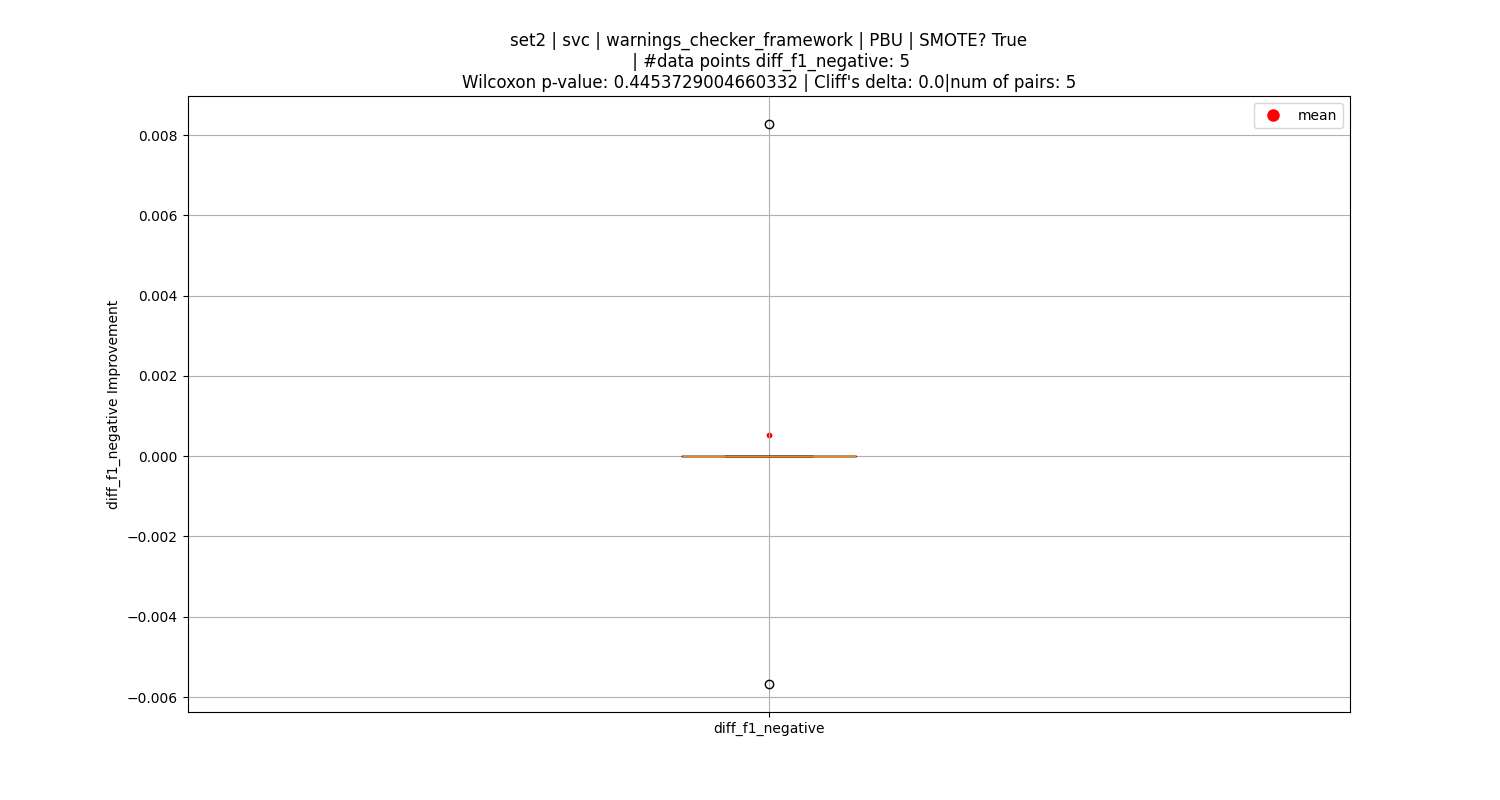 set2 | svc | warnings_checker_framework | PBU | SMOTE? True
| #data points diff_f1_negative: 5
Wilcoxon p-value: 0.4453729004660332 | Cliff's delta: 0.0|num of pairs: 5
mean
0.008
0.006
0.004
0.002
0.000
−0.002
−0.004
−0.006
diff_f1_negative Improvement
diff_f1_negative